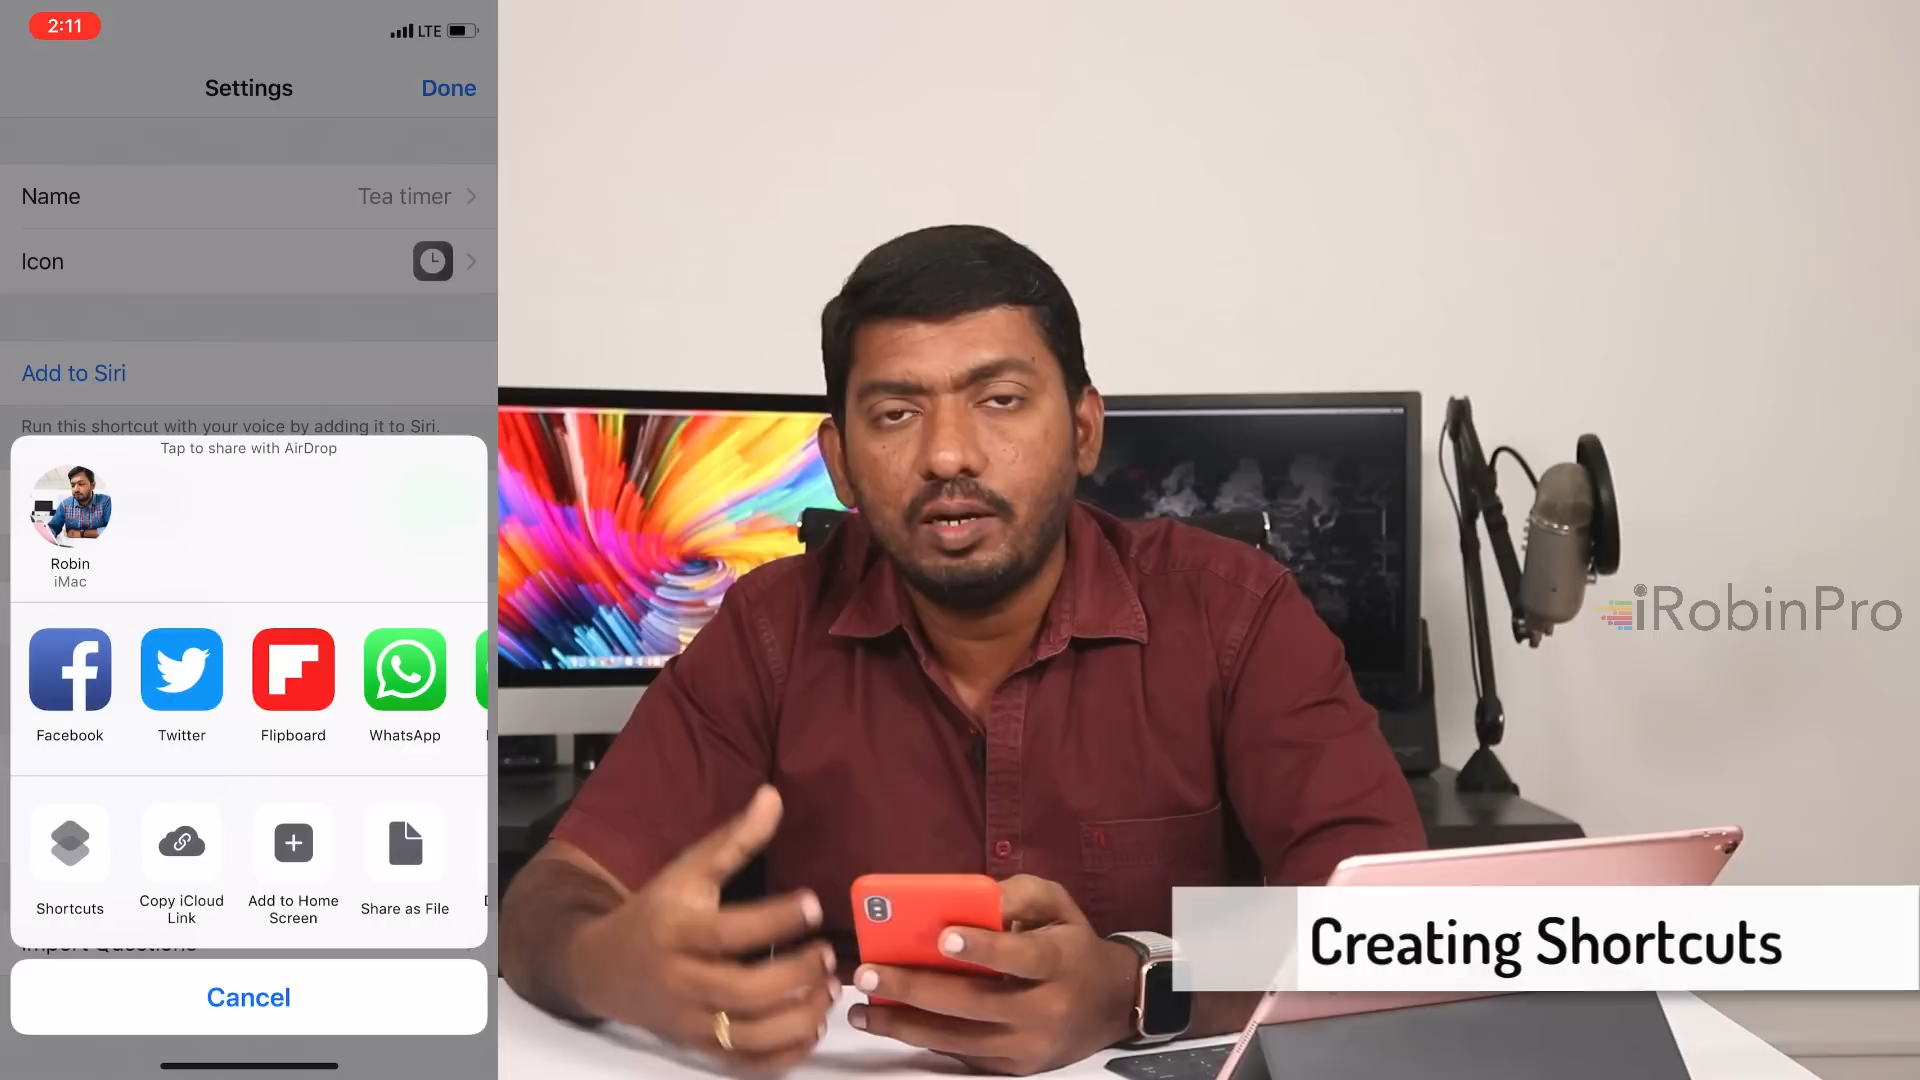 2:11
LTE
Settings
Done
Name
Tea timer
Icon
Add to Siri
Run this shortcut with your voice by adding it to Siri.
Tap to share with AirDrop
Robin
iMac
Facebook
Twitter
Flipboard
WhatsApp
Shortcuts
Copy iCloud
Link
Add to Home
Screen
Share as File
Import Questions
Cancel
iRobinPro
Creating Shortcuts